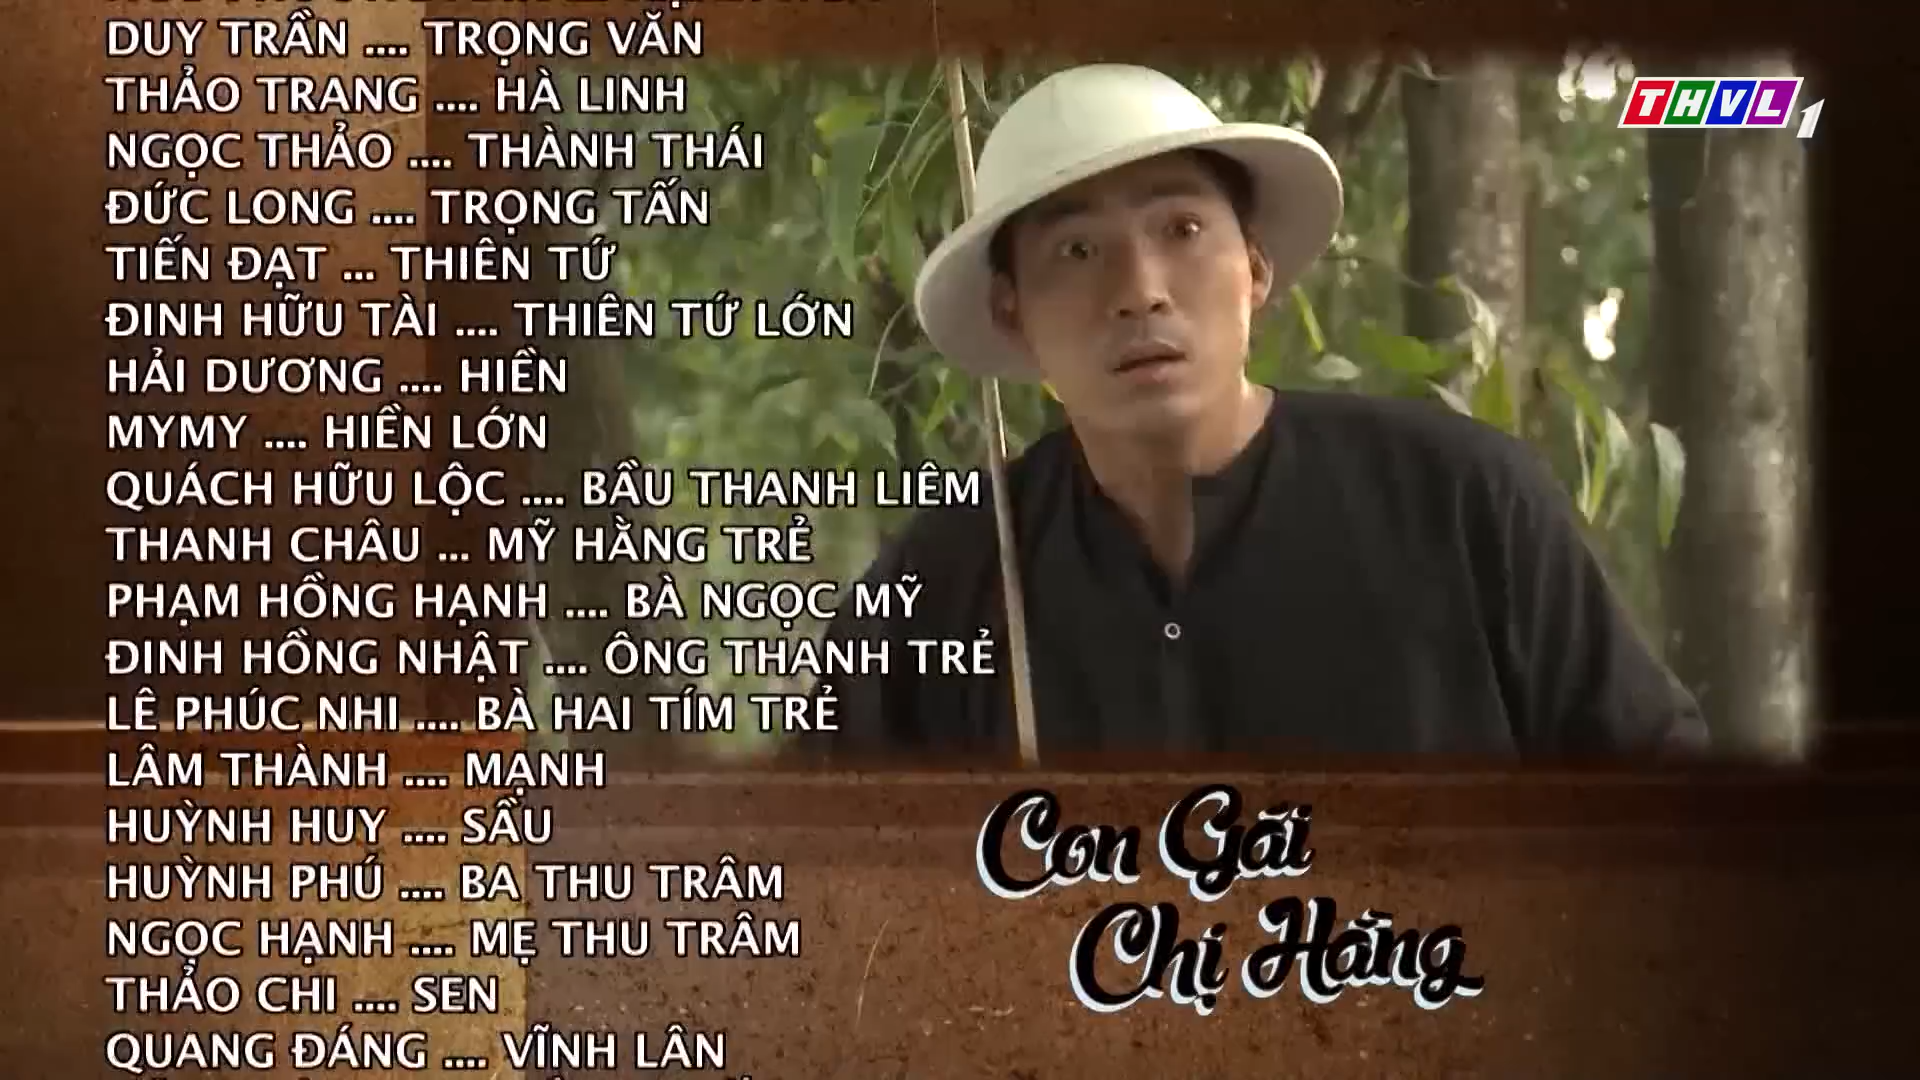 DUY TRẦN .... TRỌNG VĂN
THẢO TRANG .... HÀ LINH
NGỌC THẢO .... THÀNH THÁI
ĐỨC LONG .... TRỌNG TẤN
TIẾN ĐẠT ... THIÊN TỨ
ĐINH HỮU TÀI .... THIÊN TỨ LỚN
HẢI DƯƠNG .... HIỀN
MYMY .... HIỀN LỚN
QUÁCH HỮU LỘC .... BẦU THANH LIÊM
THANH CHÂU ... MỸ HẰNG TRẺ
PHẠM HỒNG HẠNH .... BÀ NGỌC MỸ
ĐINH HỒNG NHẬT .... ÔNG THANH TRẺ
LÊ PHÚC NHI .... BÀ HAI TÍM TRẺ
LÂM THÀNH .... MẠNH
HUỲNH HUY .... SẦU
HUỲNH PHÚ .... BA THU TRÂM
NGỌC HẠNH .... MẸ THU TRÂM
THẢO CHI .... SEN
QUANG ĐÁNG .... VĨNH LÂN
THVL1
Con Gái
Chị Hằng